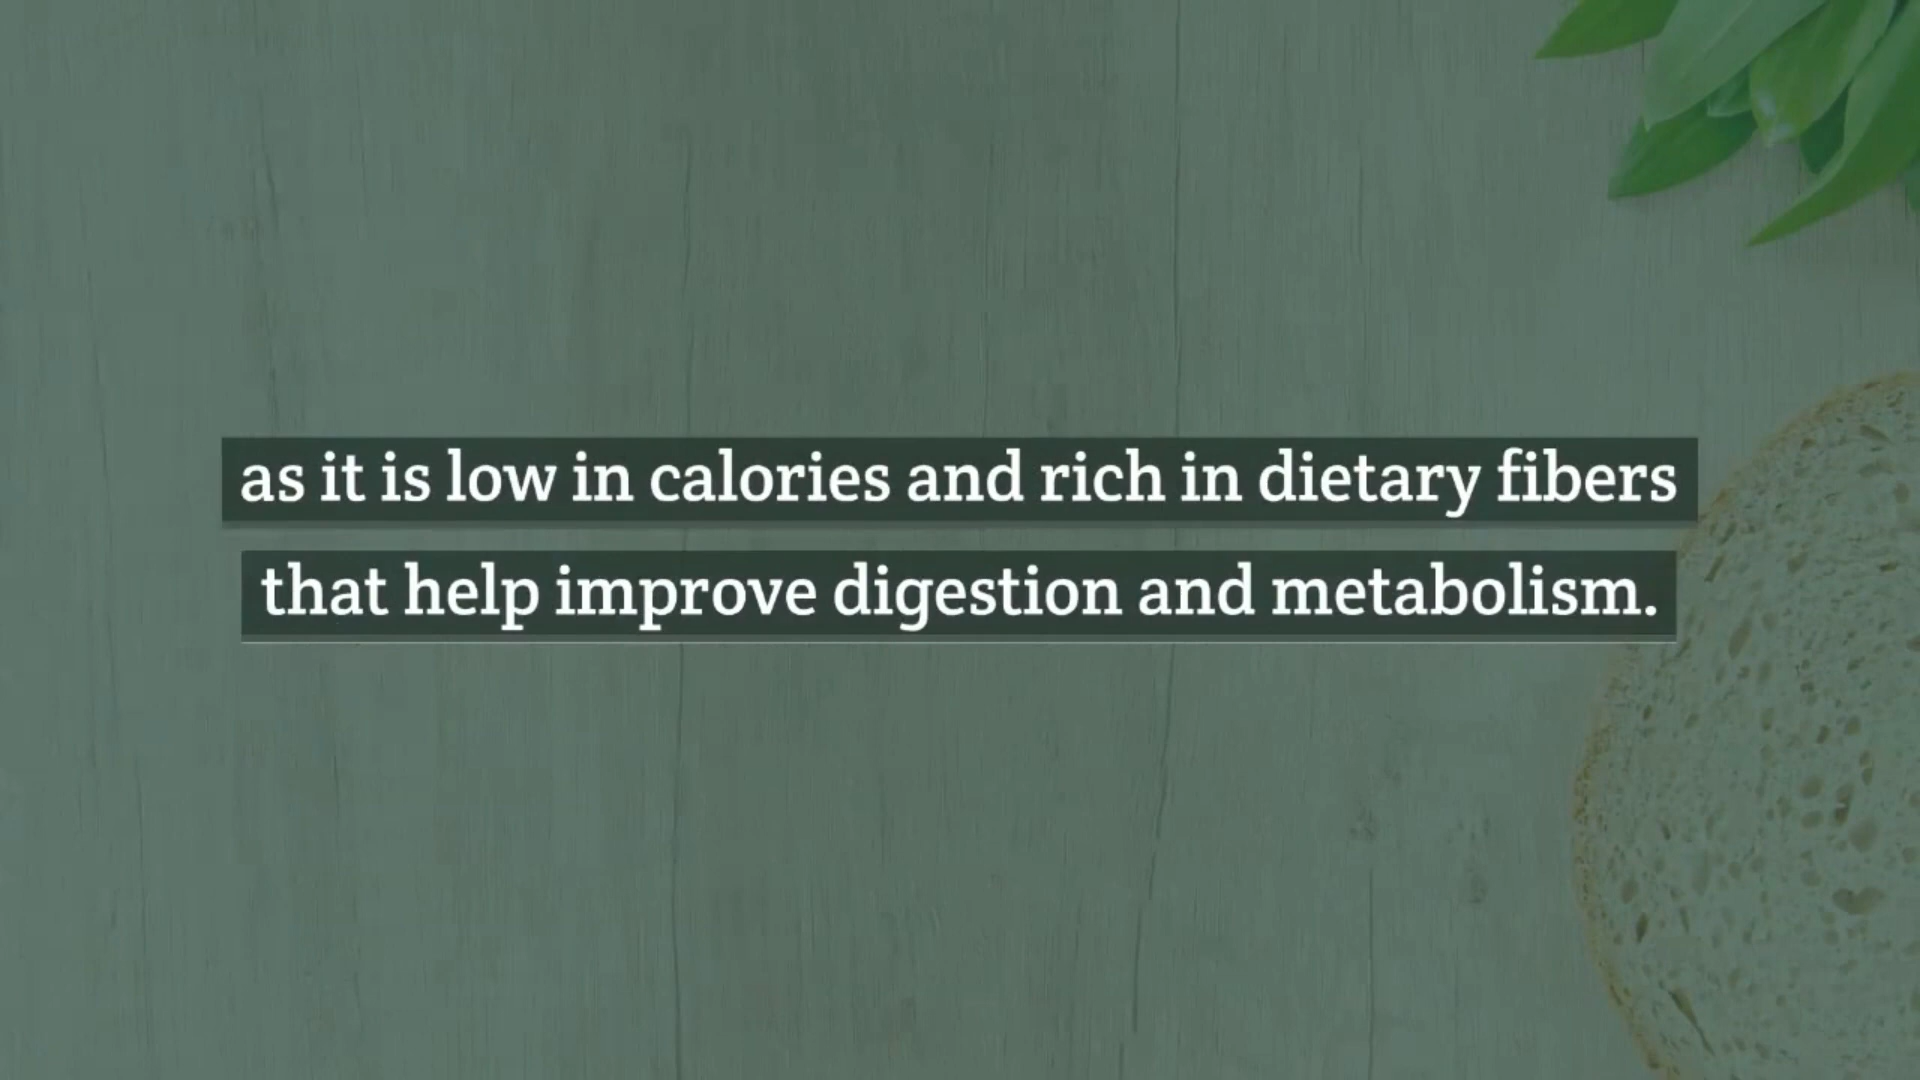 as it is low in calories and rich in dietary fibers
that help improve digestion and metabolism.